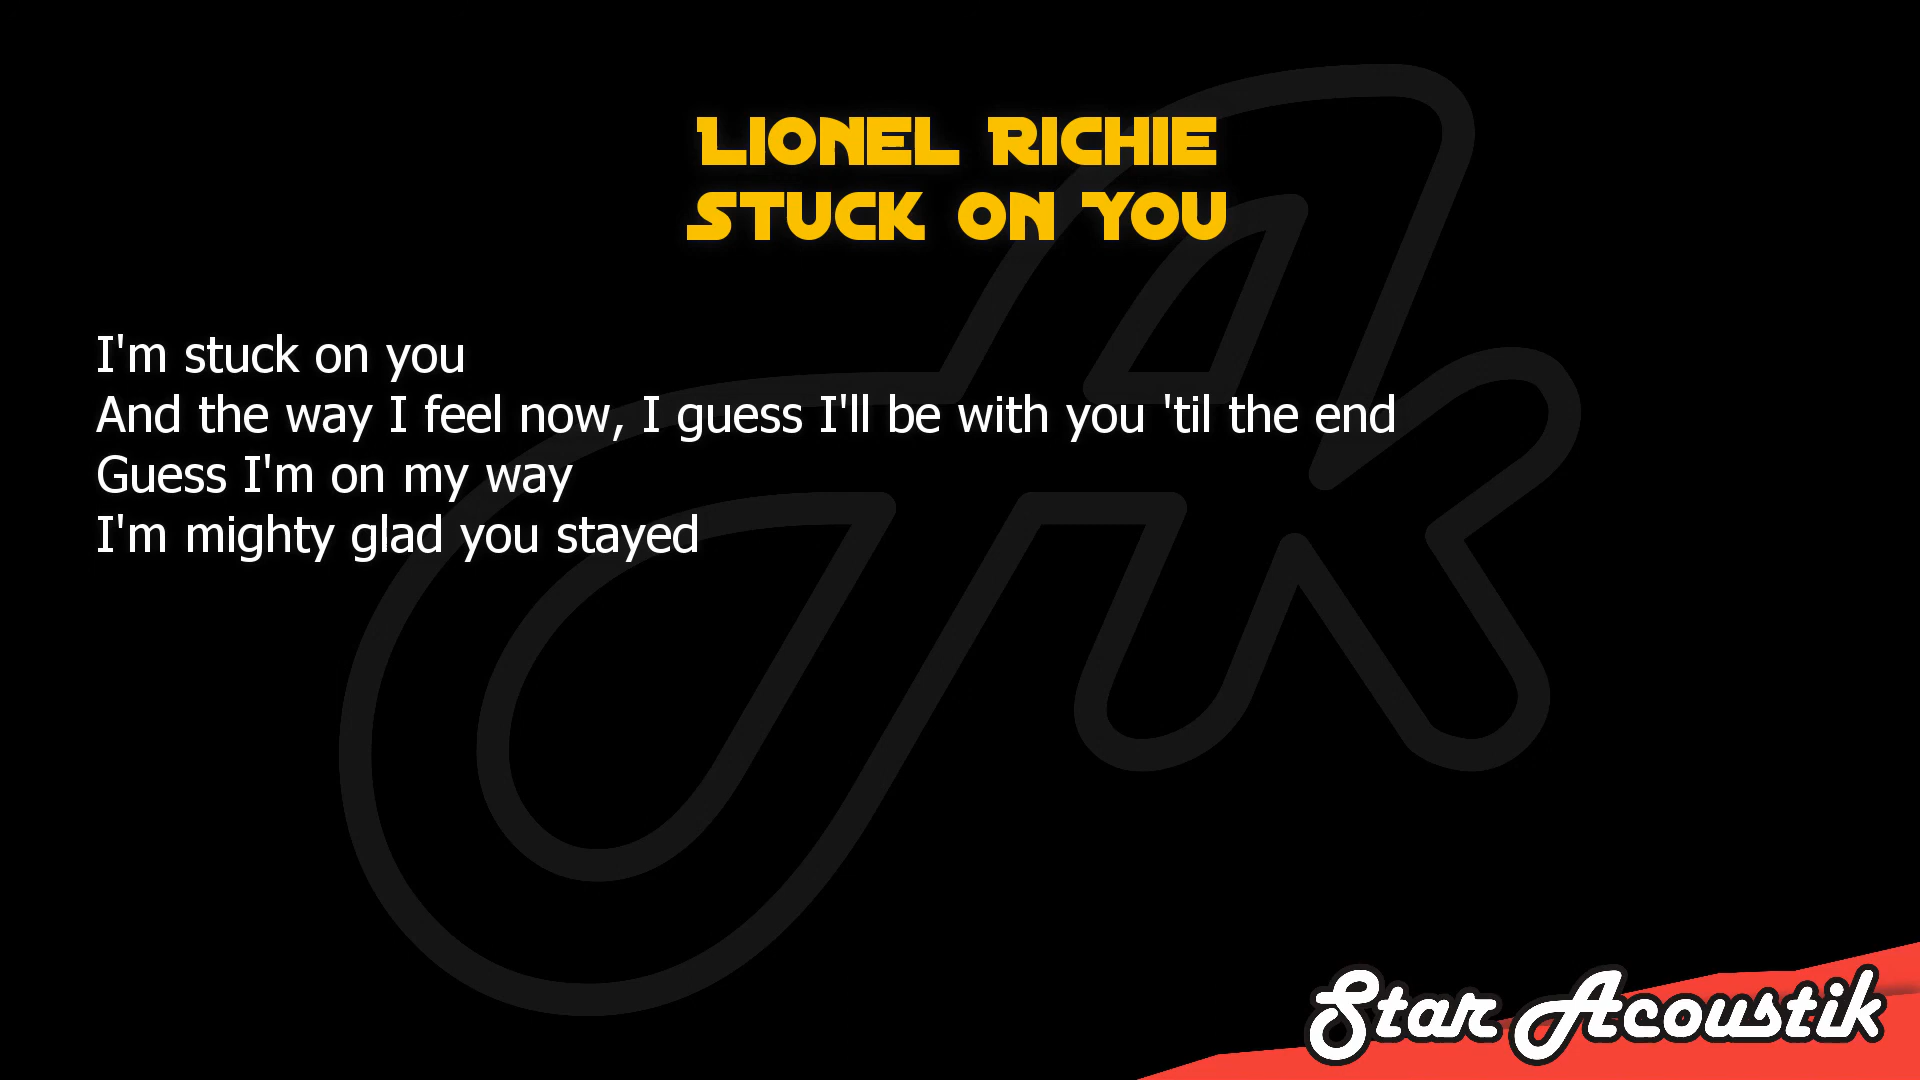 Lionel Richie
Stuck on You
I'm stuck on you
And the way I feel now, I guess I'll be with you 'til the end
Guess I'm on my way
I'm mighty glad you stayed
Star Acoustik